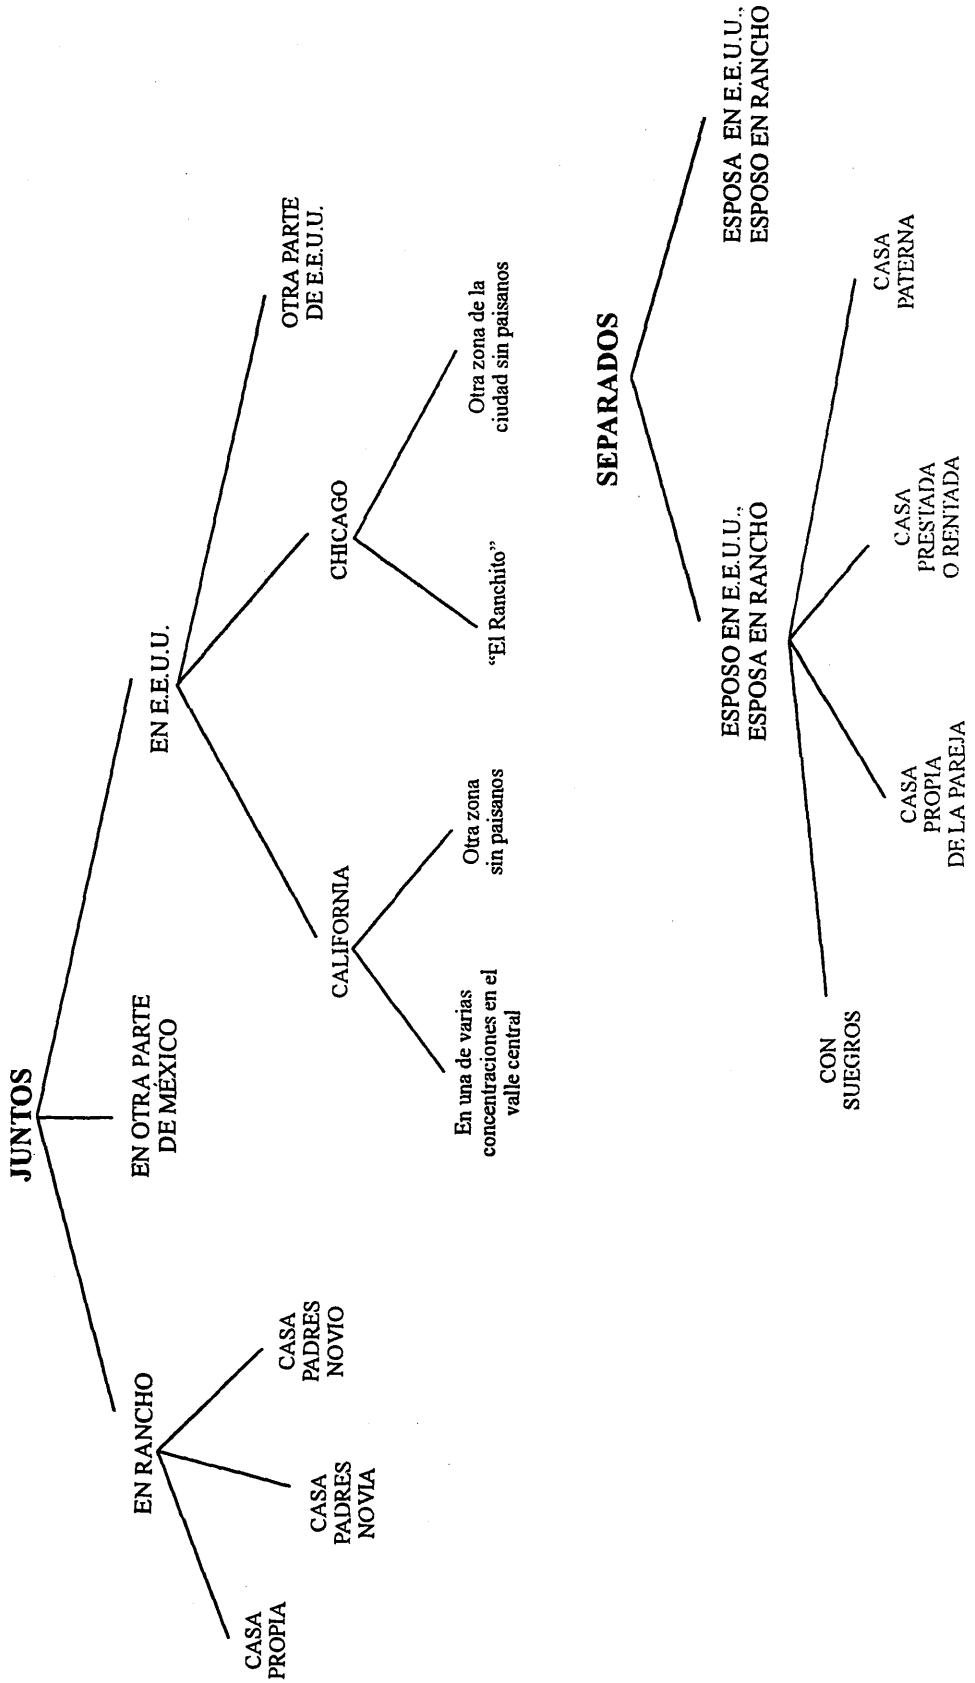 JUNTOS
EN RANCHO
EN OTRA PARTE
DE MÉXICO
EN E.E.U.U.
CASA
PROPIA
CASA
PADRES
NOVIA
CASA
PADRES
NOVIO
CALIFORNIA
CHICAGO
OTRA PARTE
DE E.E.U.U.
En una de varias
concentraciones en el
valle central
Otra zona
sin paisanos
“El Ranchito”
Otra zona de la
ciudad sin paisanos
SEPARADOS
ESPOSO EN E.E.U.U.,
ESPOSA EN RANCHO
ESPOSA EN E.E.U.U.,
ESPOSO EN RANCHO
CON
SUEGROS
CASA
PROPIA
DE LA PAREJA
CASA
PRESTADA
O RENTADA
CASA
PATERNA